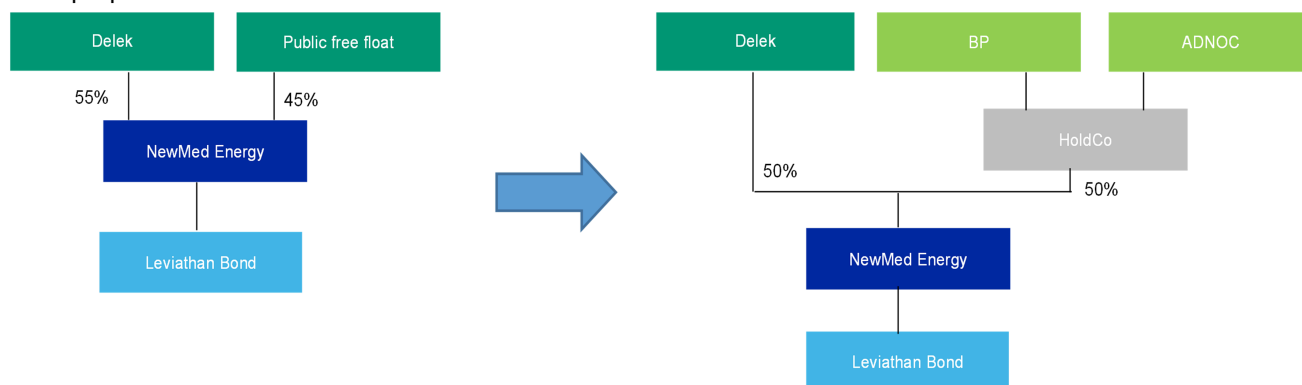 Delek
Public free float
55%
45%
NewMed Energy
Leviathan Bond
Delek
BP
ADNOC
HoldCo
50%
50%
NewMed Energy
Leviathan Bond